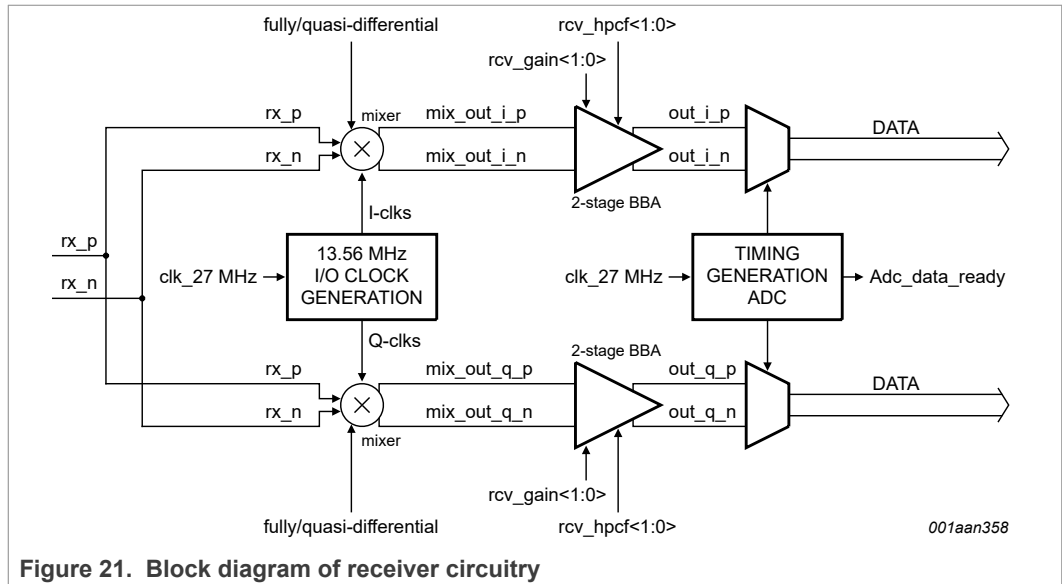 fully/quasi-differential
rcv_hpcf<1:0>
rcv_gain<1:0>
rx_p
mixer
mix_out_i_p
out_i_p
DATA
rx_n
mix_out_i_n
out_i_n
2-stage BBA
I-clks
rx_p
rx_n
clk_27 MHz
13.56 MHz
I/O CLOCK
GENERATION
clk_27 MHz
TIMING
GENERATION
ADC
Adc_data_ready
Q-clks
2-stage BBA
rx_p
mix_out_q_p
out_q_p
DATA
rx_n
mix_out_q_n
out_q_n
mixer
rcv_gain<1:0>
fully/quasi-differential
rcv_hpcf<1:0>
001aan358
Figure 21. Block diagram of receiver circuitry